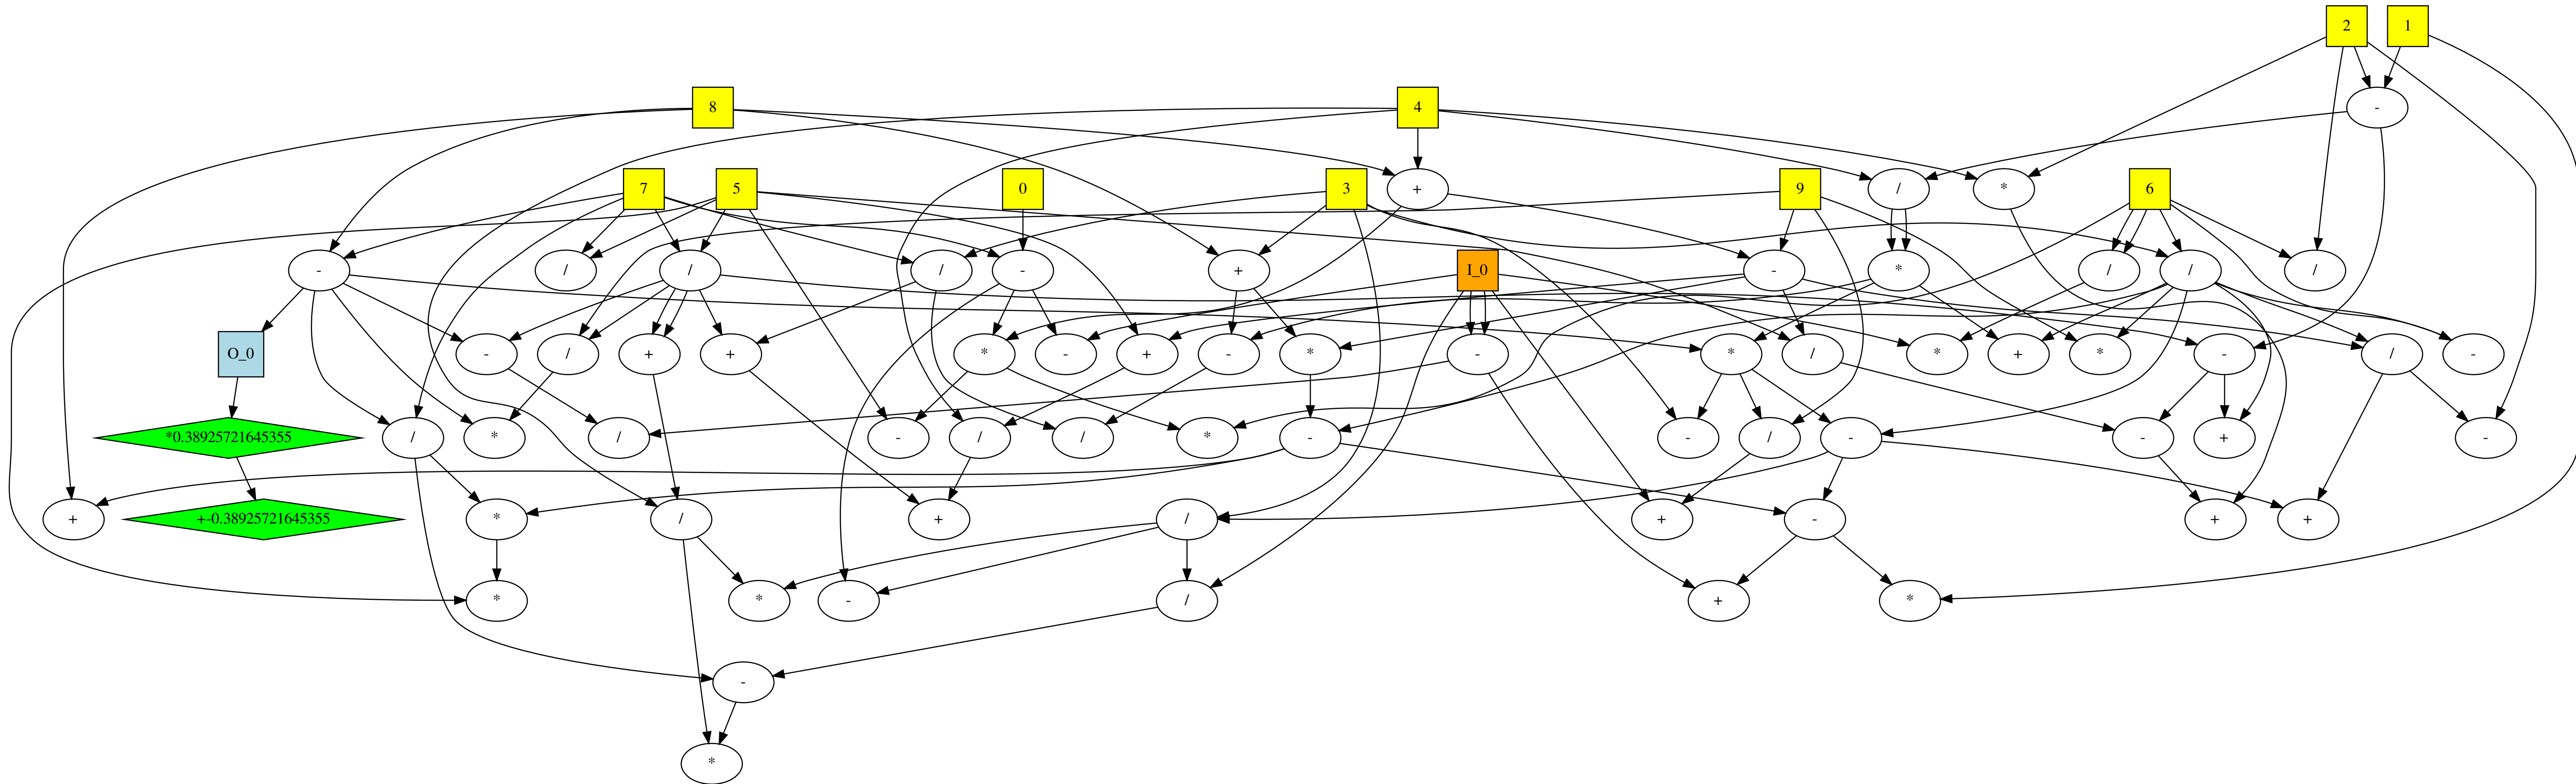 2 1
-
8 4
7 5 0 3 + 9 / * 6
- / / / - + I_0 - * / / /
O_0 - / + + * - + - * - / * + * - / -
*0.38925721645355 / * / - / / * - - / - - + -
+ +-0.38925721645355 * / + / + - + +
* * - / + *
-
*